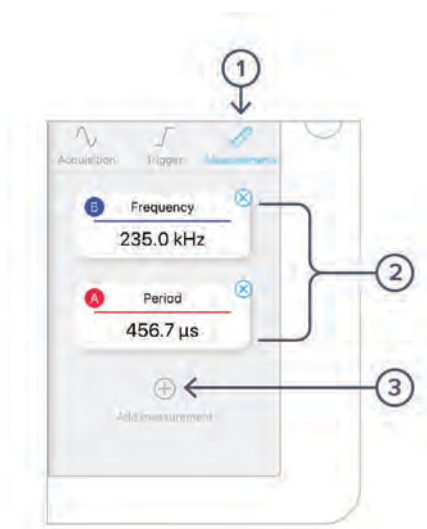 1
Acquisition Trigger Measurements
B Frequency
235.0 kHz
2
A Period
456.7 µs
3
Add measurement